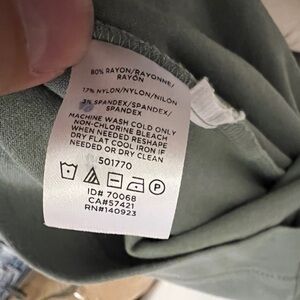 80% RAYON/RAYONNE/
RAYÓN
17% NYLON/NYLON/NILÓN
3% SPANDEX/SPANDEX/
SPANDEX
MACHINE WASH COLD ONLY
NON-CHLORINE BLEACH
WHEN NEEDED RESHAPE
DRY FLAT COOL IRON IF
NEEDED OR DRY CLEAN
501770
P
ID# 70068
CA#57421
RN#140923